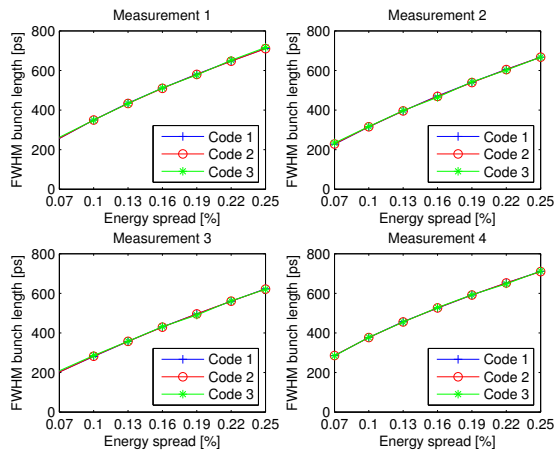 Measurement 1
FWHM bunch length [ps]
800
600
400
200
0
0.07 0.1 0.13 0.16 0.19 0.22 0.25
Energy spread [%]
Code 1
Code 2
Code 3
Measurement 2
FWHM bunch length [ps]
800
600
400
200
0
0.07 0.1 0.13 0.16 0.19 0.22 0.25
Energy spread [%]
Code 1
Code 2
Code 3
Measurement 3
FWHM bunch length [ps]
800
600
400
200
0
0.07 0.1 0.13 0.16 0.19 0.22 0.25
Energy spread [%]
Code 1
Code 2
Code 3
Measurement 4
FWHM bunch length [ps]
800
600
400
200
0
0.07 0.1 0.13 0.16 0.19 0.22 0.25
Energy spread [%]
Code 1
Code 2
Code 3